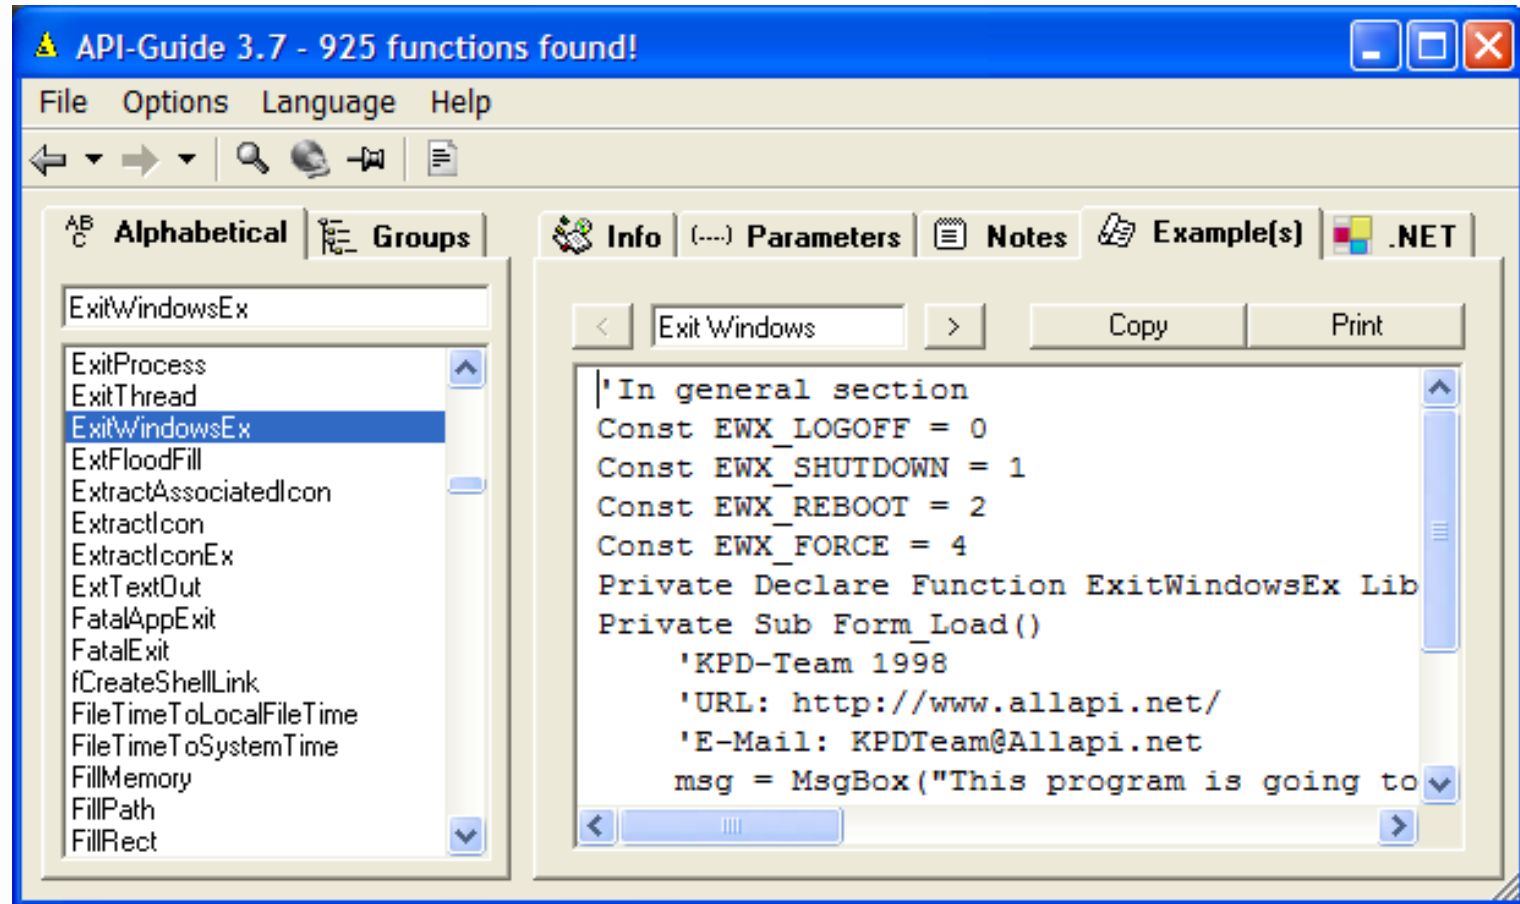 API-Guide 3.7 - 925 functions found!
File Options Language Help
ABC Alphabetical Groups
Info (----) Parameters Notes Example(s) .NET
ExitWindowsEx
ExitProcess
ExitThread
ExitWindowsEx
ExtFloodFill
ExtractAssociatedIcon
ExtractIcon
ExtractIconEx
ExtTextOut
FatalAppExit
FatalExit
fCreateShellLink
FileTimeToLocalFileTime
FileTimeToSystemTime
FillMemory
FillPath
FillRect
< Exit Windows > Copy Print
'In general section
Const EWX_LOGOFF = 0
Const EWX_SHUTDOWN = 1
Const EWX_REBOOT = 2
Const EWX_FORCE = 4
Private Declare Function ExitWindowsEx Lib
Private Sub Form_Load()
'KPD-Team 1998
'URL: http://www.allapi.net/
'E-Mail: KPDTeam@Allapi.net
msg = MsgBox("This program is going to